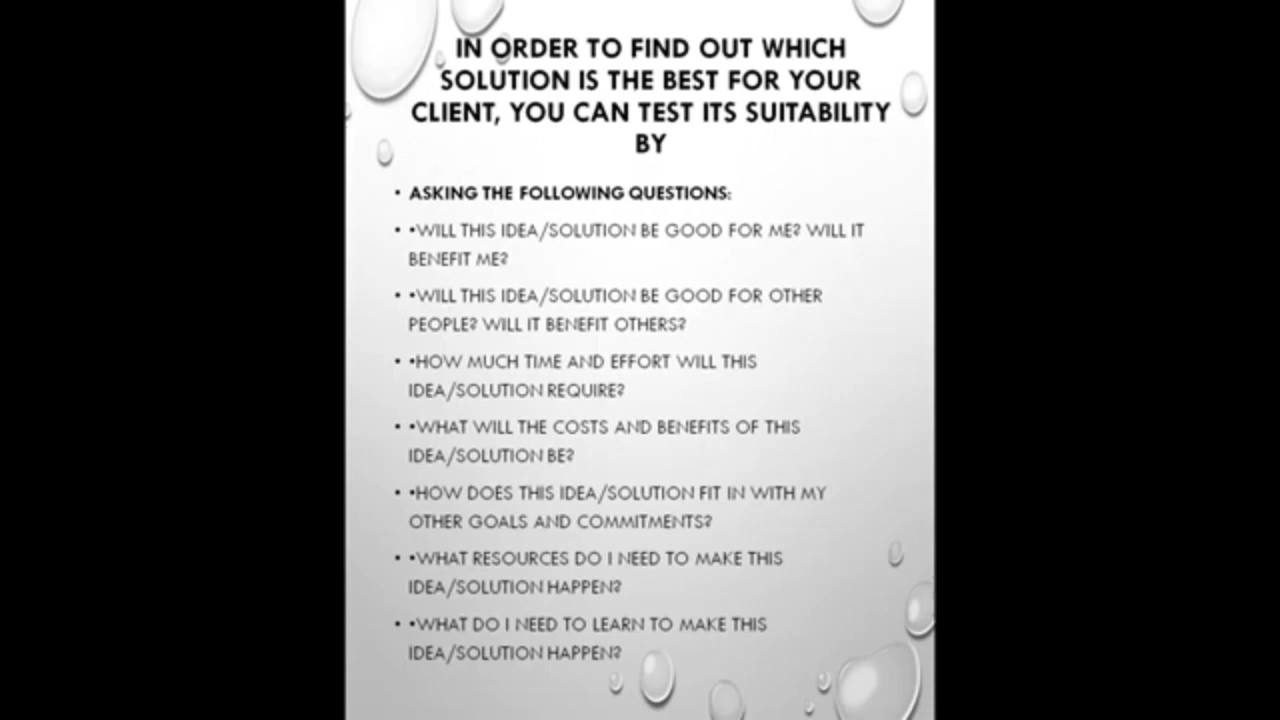 IN ORDER TO FIND OUT WHICH
SOLUTION IS THE BEST FOR YOUR
CLIENT, YOU CAN TEST ITS SUITABILITY
BY
• ASKING THE FOLLOWING QUESTIONS:
• •WILL THIS IDEA/SOLUTION BE GOOD FOR ME? WILL IT
BENEFIT ME?
• •WILL THIS IDEA/SOLUTION BE GOOD FOR OTHER
PEOPLE? WILL IT BENEFIT OTHERS?
• •HOW MUCH TIME AND EFFORT WILL THIS
IDEA/SOLUTION REQUIRE?
• •WHAT WILL THE COSTS AND BENEFITS OF THIS
IDEA/SOLUTION BE?
• •HOW DOES THIS IDEA/SOLUTION FIT IN WITH MY
OTHER GOALS AND COMMITMENTS?
• •WHAT RESOURCES DO I NEED TO MAKE THIS
IDEA/SOLUTION HAPPEN?
• •WHAT DO I NEED TO LEARN TO MAKE THIS
IDEA/SOLUTION HAPPEN?